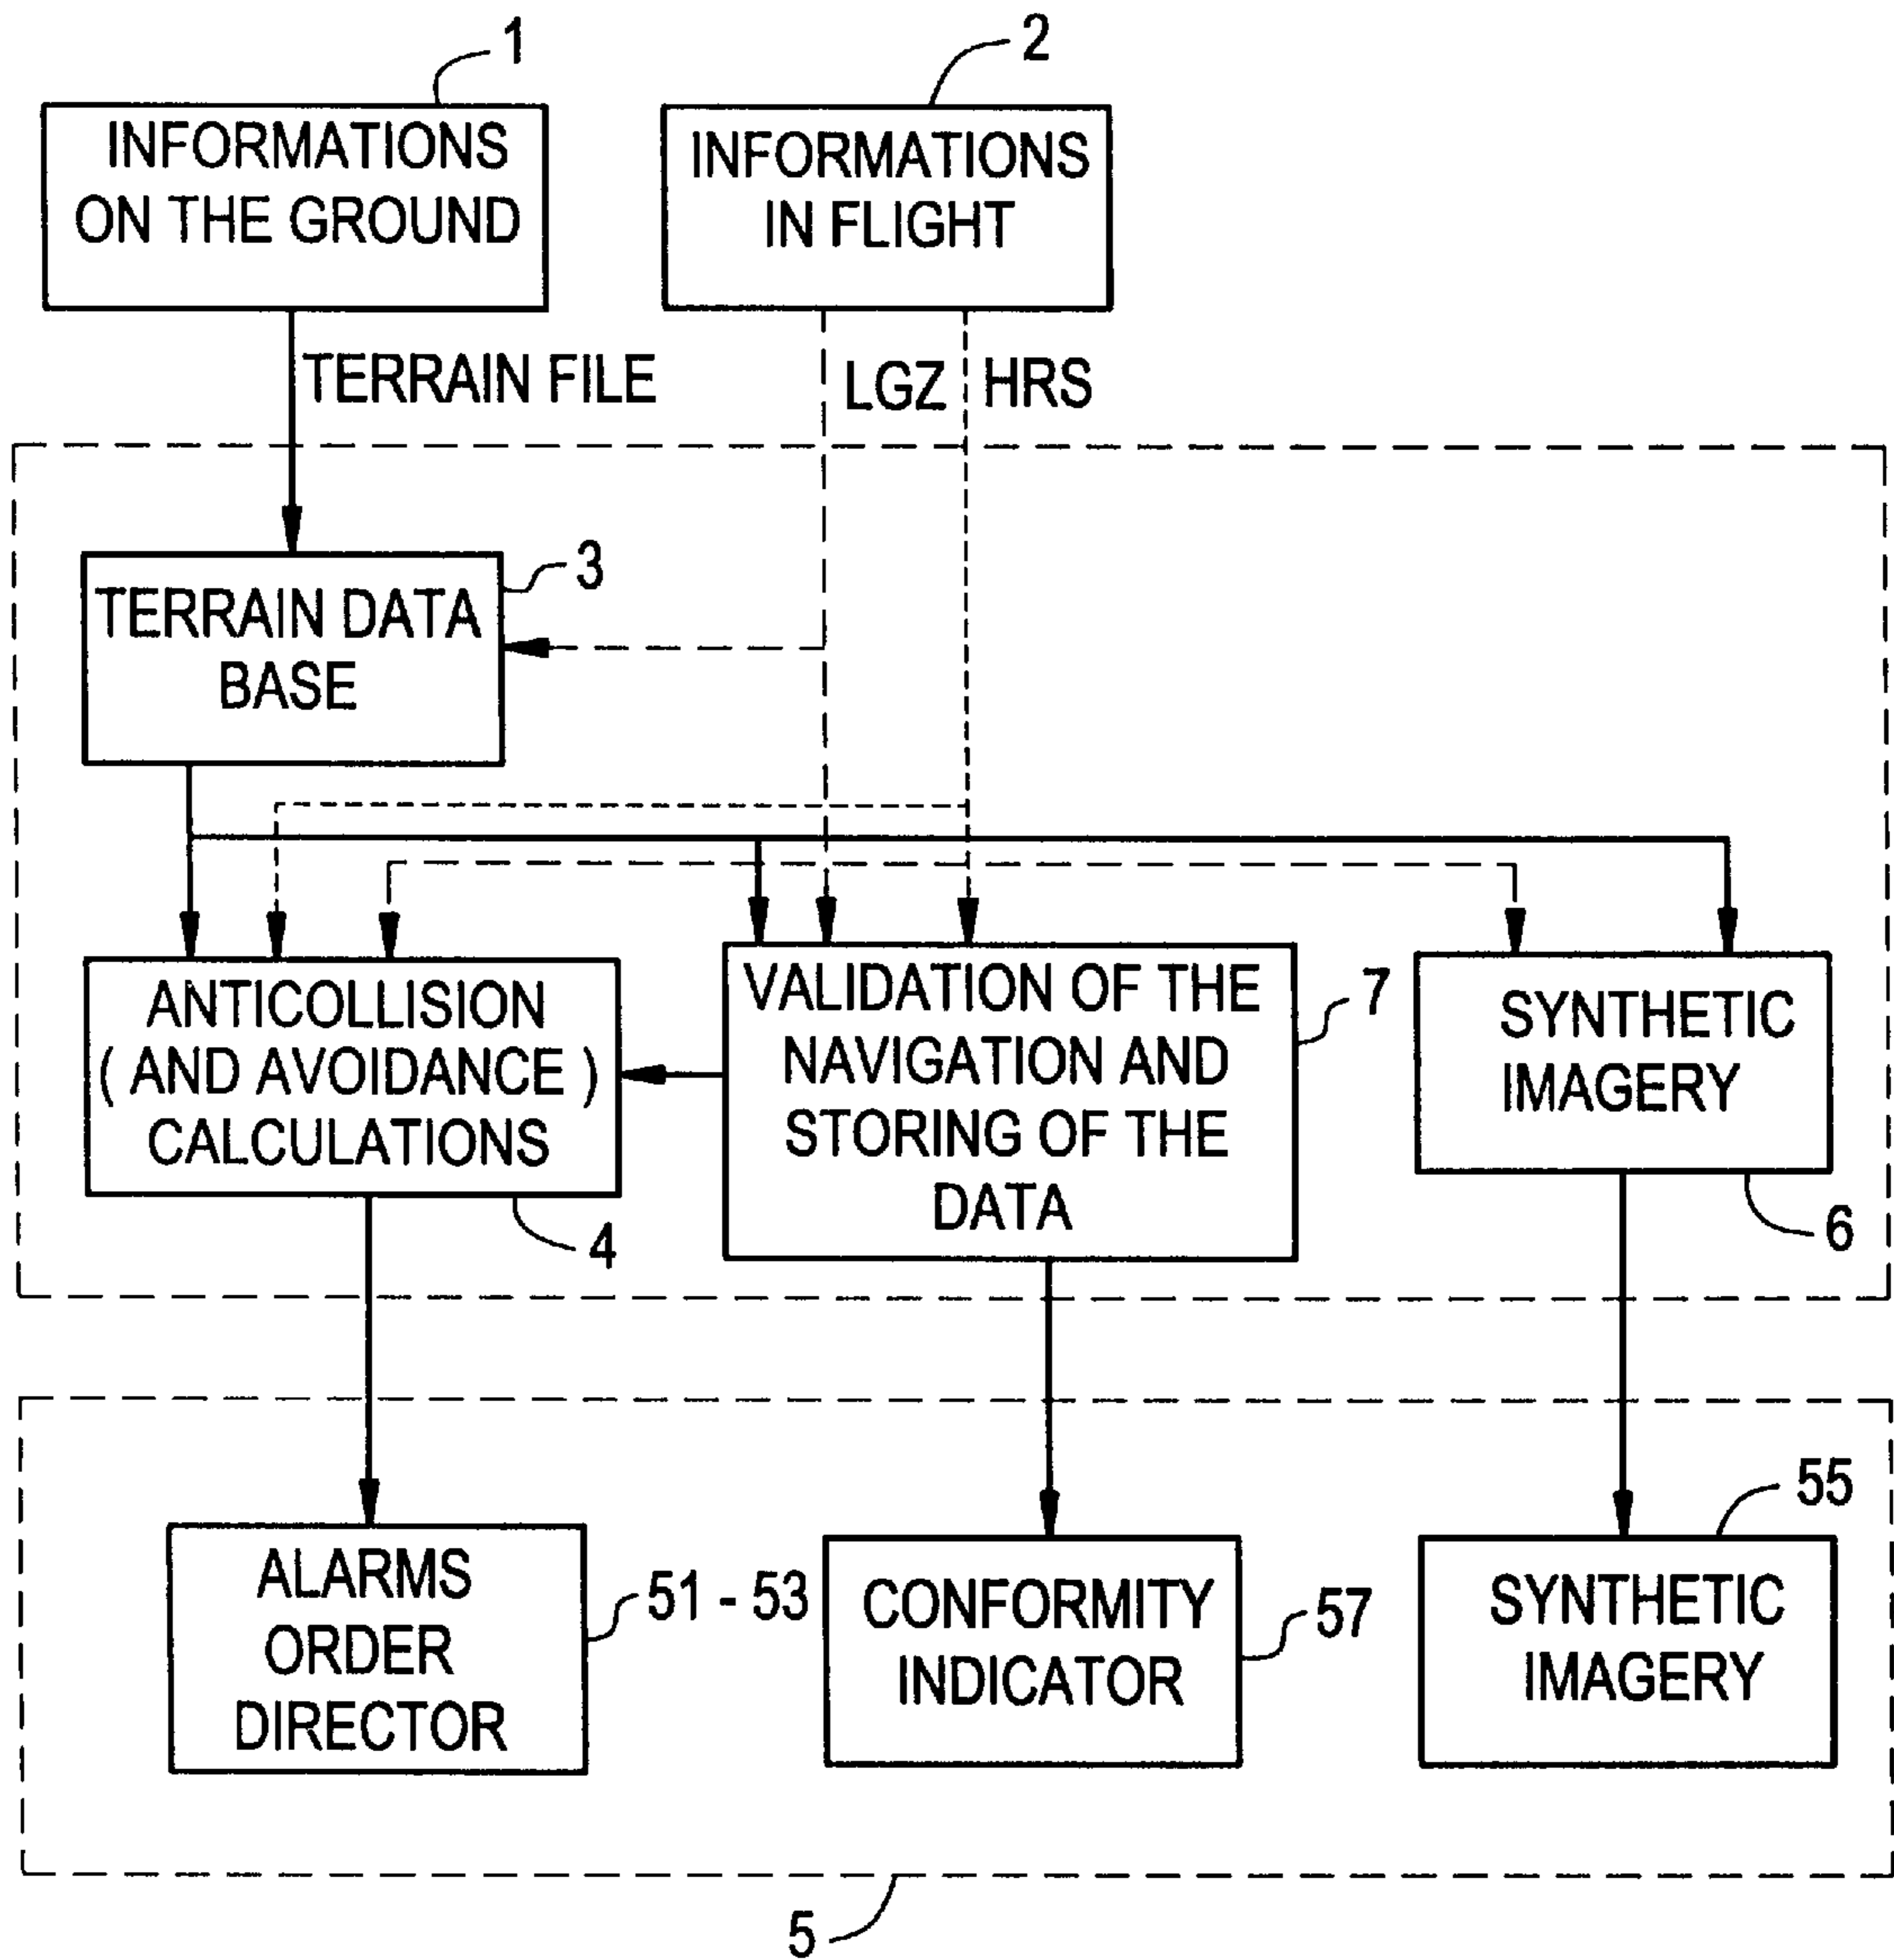 1
2
INFORMATIONS
ON THE GROUND
INFORMATIONS
IN FLIGHT
TERRAIN FILE
LGZ
HRS
3
TERRAIN DATA
BASE
ANTICOLLISION
( AND AVOIDANCE )
CALCULATIONS
4
VALIDATION OF THE
NAVIGATION AND
STORING OF THE
DATA
7
SYNTHETIC
IMAGERY
6
ALARMS
ORDER
DIRECTOR
51 - 53
CONFORMITY
INDICATOR
57
55
SYNTHETIC
IMAGERY
5